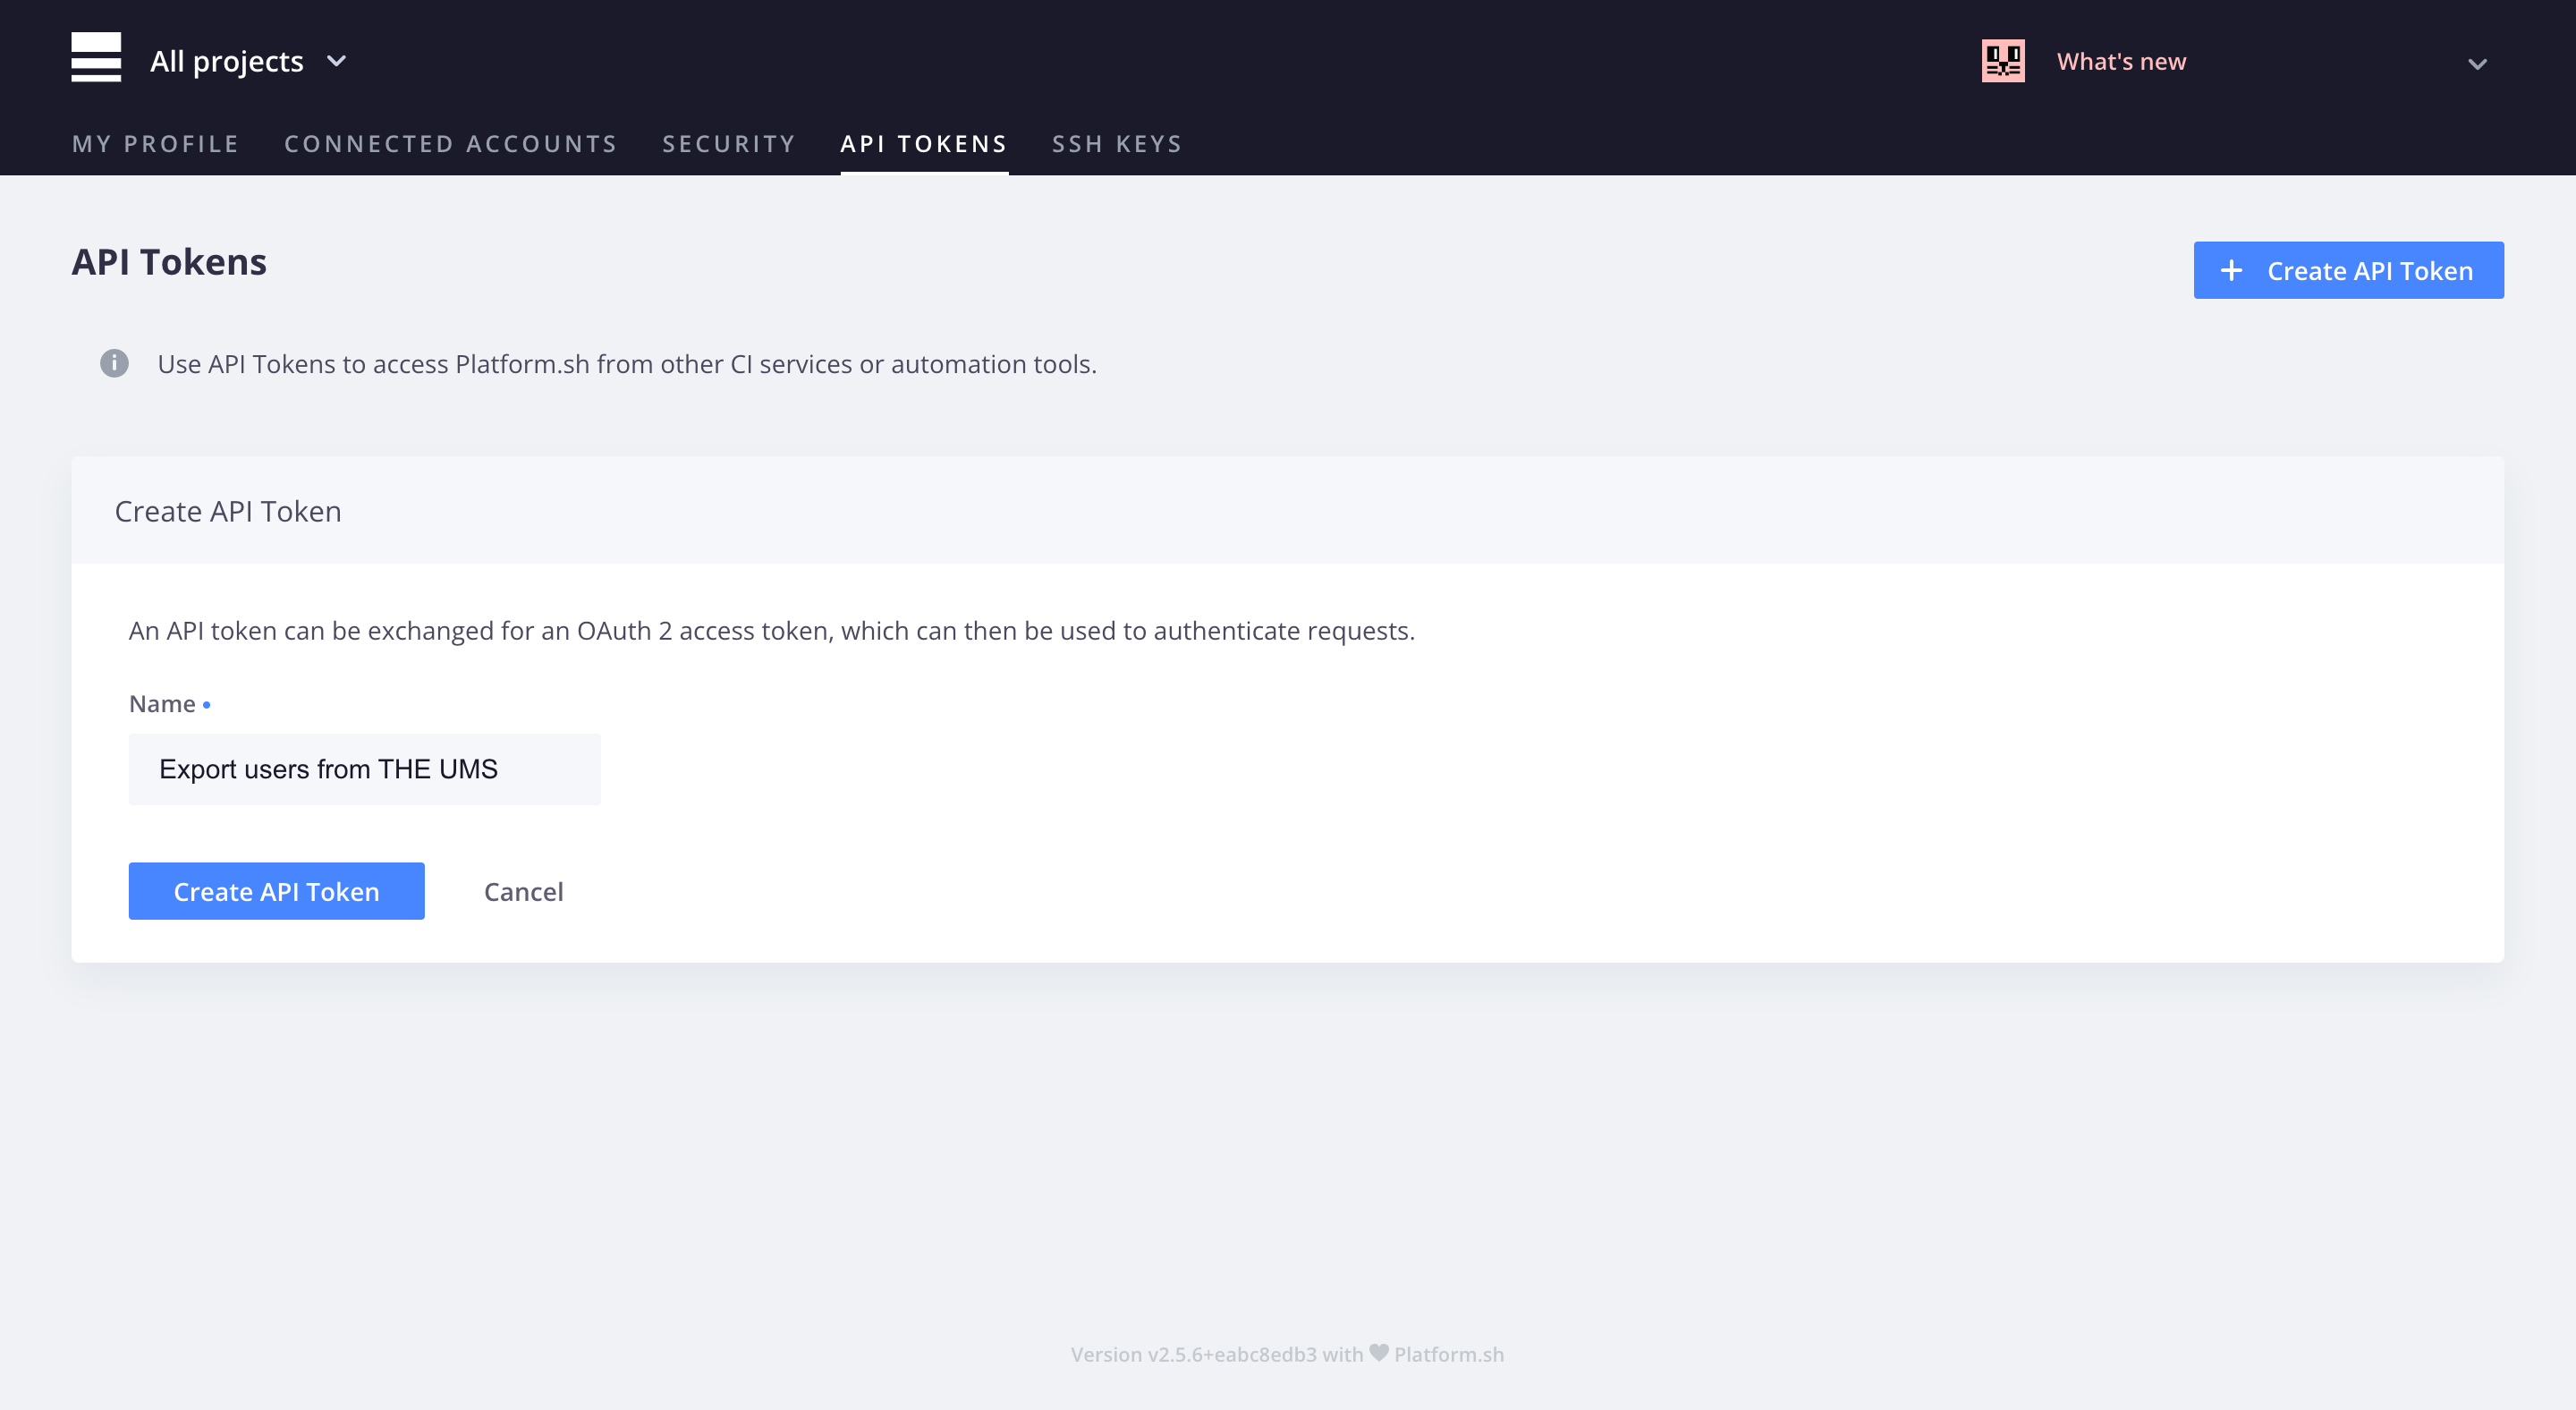 All projects
What's new
MY PROFILE CONNECTED ACCOUNTS SECURITY API TOKENS SSH KEYS
API Tokens
+ Create API Token
Use API Tokens to access Platform.sh from other CI services or automation tools.
Create API Token
An API token can be exchanged for an OAuth 2 access token, which can then be used to authenticate requests.
Name
Export users from THE UMS
Create API Token Cancel
Version v2.5.6+eabc8edb3 with Platform.sh